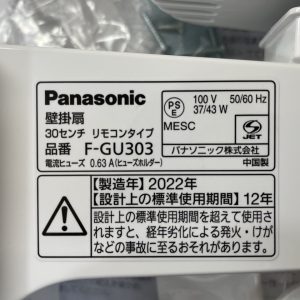 Panasonic
壁掛扇
30センチ リモコンタイプ
品番 F-GU303
電流ヒューズ 0.63 A(ヒューズホルダー)
PS
E
100 V 50/60 Hz
37/43 W
MESC
S
JET
パナソニック株式会社
中国製
【製造年】2022年
【設計上の標準使用期間】12年
設計上の標準使用期間を超えて使用さ
れますと、経年劣化による発火・けが
などの事故に至るおそれがあります。